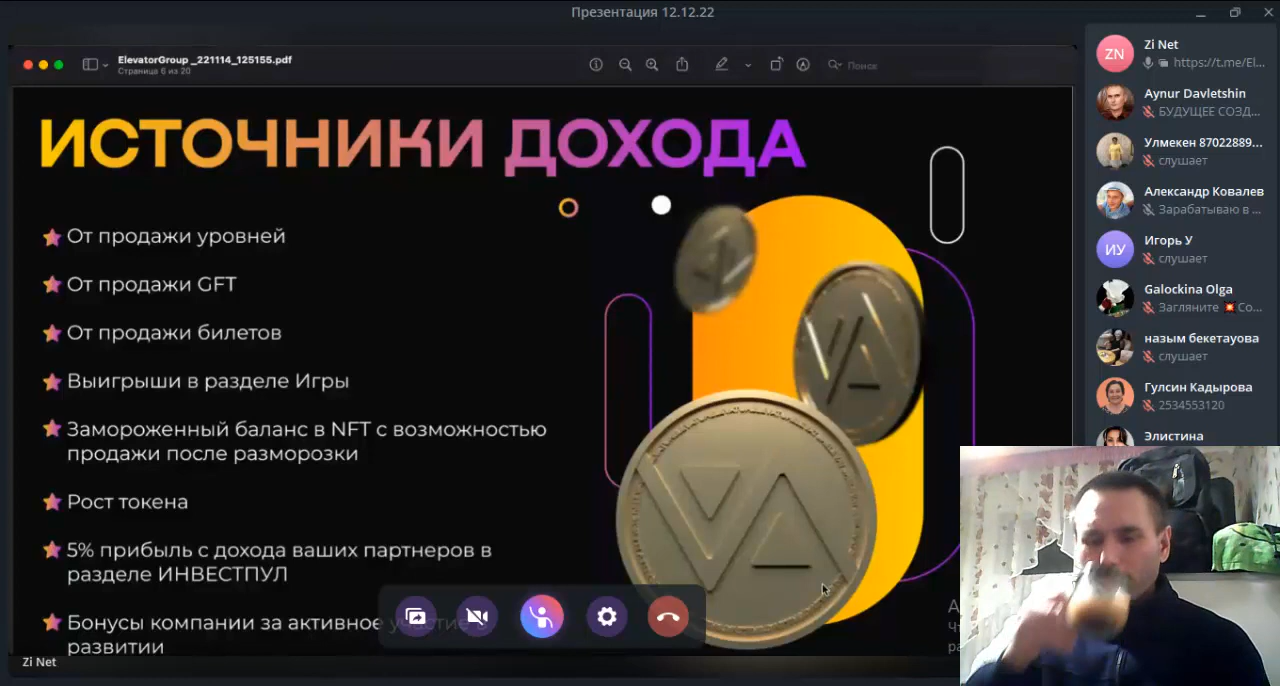 Презентация 12.12.22
ElevatorGroup _221114_125155.pdf
Страница 6 из 20
Поиск
ИСТОЧНИКИ ДОХОДА
От продажи уровней
От продажи GFT
От продажи билетов
Выигрыши в разделе Игры
Замороженный баланс в NFT с возможностью
продажи после разморозки
Рост токена
5% прибыль с дохода ваших партнеров в
разделе ИНВЕСТПУЛ
Бонусы компании за активное участие в
развитии
Zi Net
ZN
Zi Net
https://t.me/El...
Aynur Davletshin
БУДУЩЕЕ СОЗД...
Улмекен 87022889...
слушает
Александр Ковалев
Зарабатываю в ...
ИУ
Игорь У
слушает
Galockina Olga
Загляните 💥Co...
назым бекетауова
слушает
Гулсин Кадырова
2534553120
Элистина